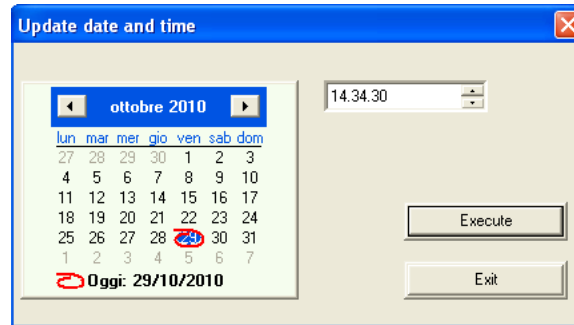 Update date and time
ottobre 2010
14.34.30
lun mar mer gio ven sab dom
27 28 29 30 1 2 3
4 5 6 7 8 9 10
11 12 13 14 15 16 17
18 19 20 21 22 23 24
25 26 27 28 29 30 31
1 2 3 4 5 6 7
Oggi: 29/10/2010
Execute
Exit